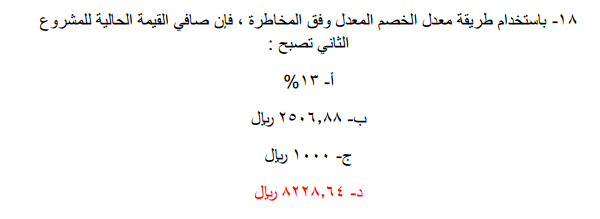 ١٨- باستخدام طريقة معدل الخصم المعدل وفق المخاطرة ، فإن صافي القيمة الحالية للمشروع
الثاني تصبح :
أ- ١٣%
ب- ٢٥٠٦,٨٨ ريال
ج- ١٠٠٠ ريال
د- ٨٢٢٨,٦٤ ريال